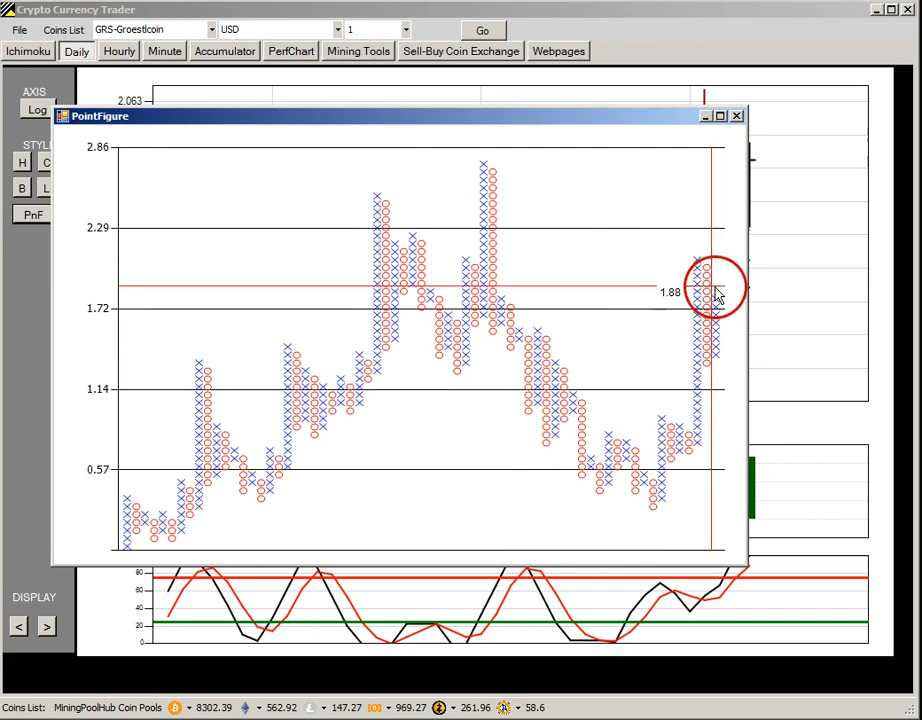 Crypto Currency Trader
File Coins List GRS-Groestlcoin USD 1 Go
Ichimoku Daily Hourly Minute Accumulator PerfChart Mining Tools Sell-Buy Coin Exchange Webpages
AXIS
Log
2.063
PointFigure
STYL
H C
B L
PnF
2.86
2.29
1.88
1.72
1.14
0.57
80
60
40
20
0
DISPLAY
< >
Coins List: MiningPoolHub Coin Pools 8302.39 562.92 147.27 969.27 261.96 58.6